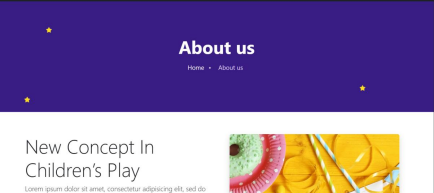 About us
Home • About us
New Concept In
Children's Play
Lorem ipsum dolor sit amet, consectetur adipisicing elit, sed do